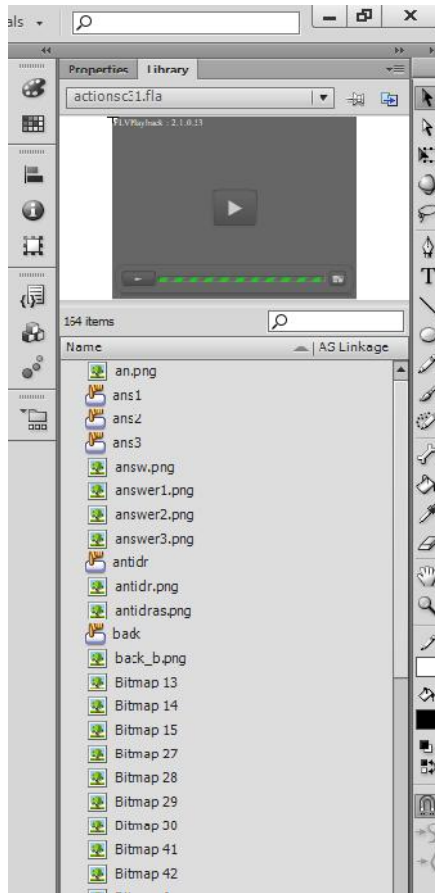 als
Properties Library
actionsc31.fla
FLVPlayback : 2.1.0.23
164 items
Name AS Linkage
an.png
ans1
ans2
ans3
answ.png
answer1.png
answer2.png
answer3.png
antidr
antidr.png
antidras.png
back
back_b.png
Bitmap 13
Bitmap 14
Bitmap 15
Bitmap 27
Bitmap 28
Bitmap 29
Bitmap 30
Bitmap 41
Bitmap 42